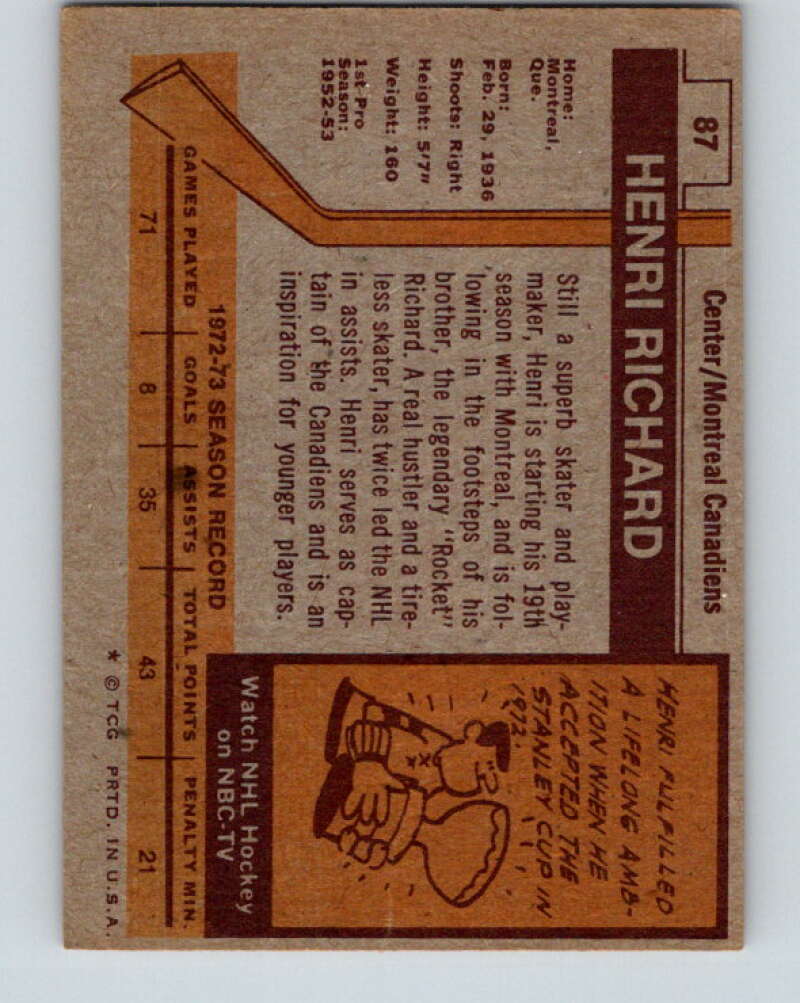 87
Center/Montreal Canadiens
HENRI RICHARD
Home:
Montreal,
Que.
Born:
Feb. 29, 1936
Shoots: Right
Height: 5'7"
Weight: 160
1st Pro
Season:
1952-53
Still a superb skater and play-
maker, Henri is starting his 19th
season with Montreal, and is fol-
lowing in the footsteps of his
brother, the legendary "Rocket"
Richard. A real hustler and a tire-
less skater, has twice led the NHL
in assists. Henri serves as cap-
tain of the Canadiens and is an
inspiration for younger players.
HENRI FULFILLED
A LIFELONG AMB-
ITION WHEN HE
ACCEPTED THE
STANLEY CUP IN
1972.
Watch NHL Hockey
on NBC-TV
1972-73 SEASON RECORD
GAMES PLAYED GOALS ASSISTS TOTAL POINTS PENALTY MIN.
71 8 35 43 21
* © TCG PRTD. IN U.S.A.